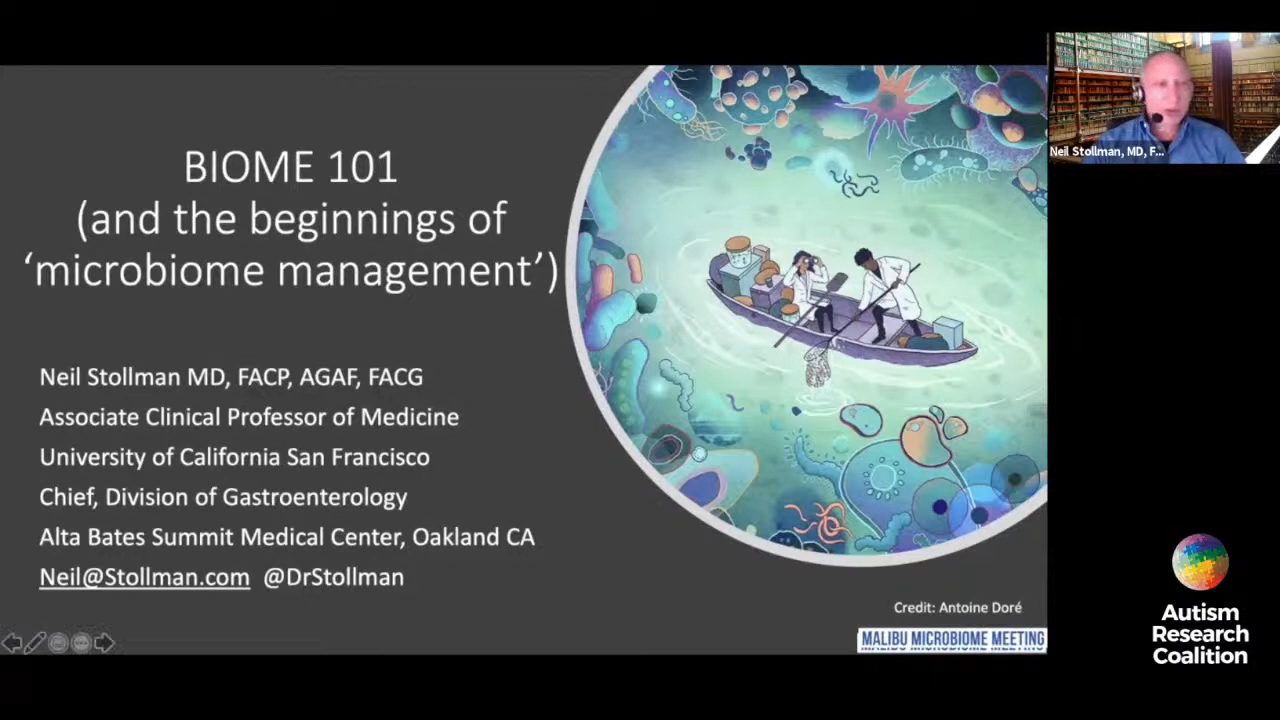 BIOME 101
(and the beginnings of
‘microbiome management’)
Neil Stollman MD, FACP, AGAF, FACG
Associate Clinical Professor of Medicine
University of California San Francisco
Chief, Division of Gastroenterology
Alta Bates Summit Medical Center, Oakland CA
Neil@Stollman.com @DrStollman
Credit: Antoine Doré
MALIBU MICROBIOME MEETING
Neil Stollman, MD, F...
Autism
Research
Coalition